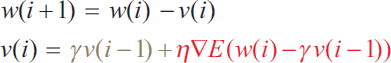 w(i+1) = w(i) −v(i)
v(i) = γv(i−1)+η∇E(w(i)−γv(i−1))